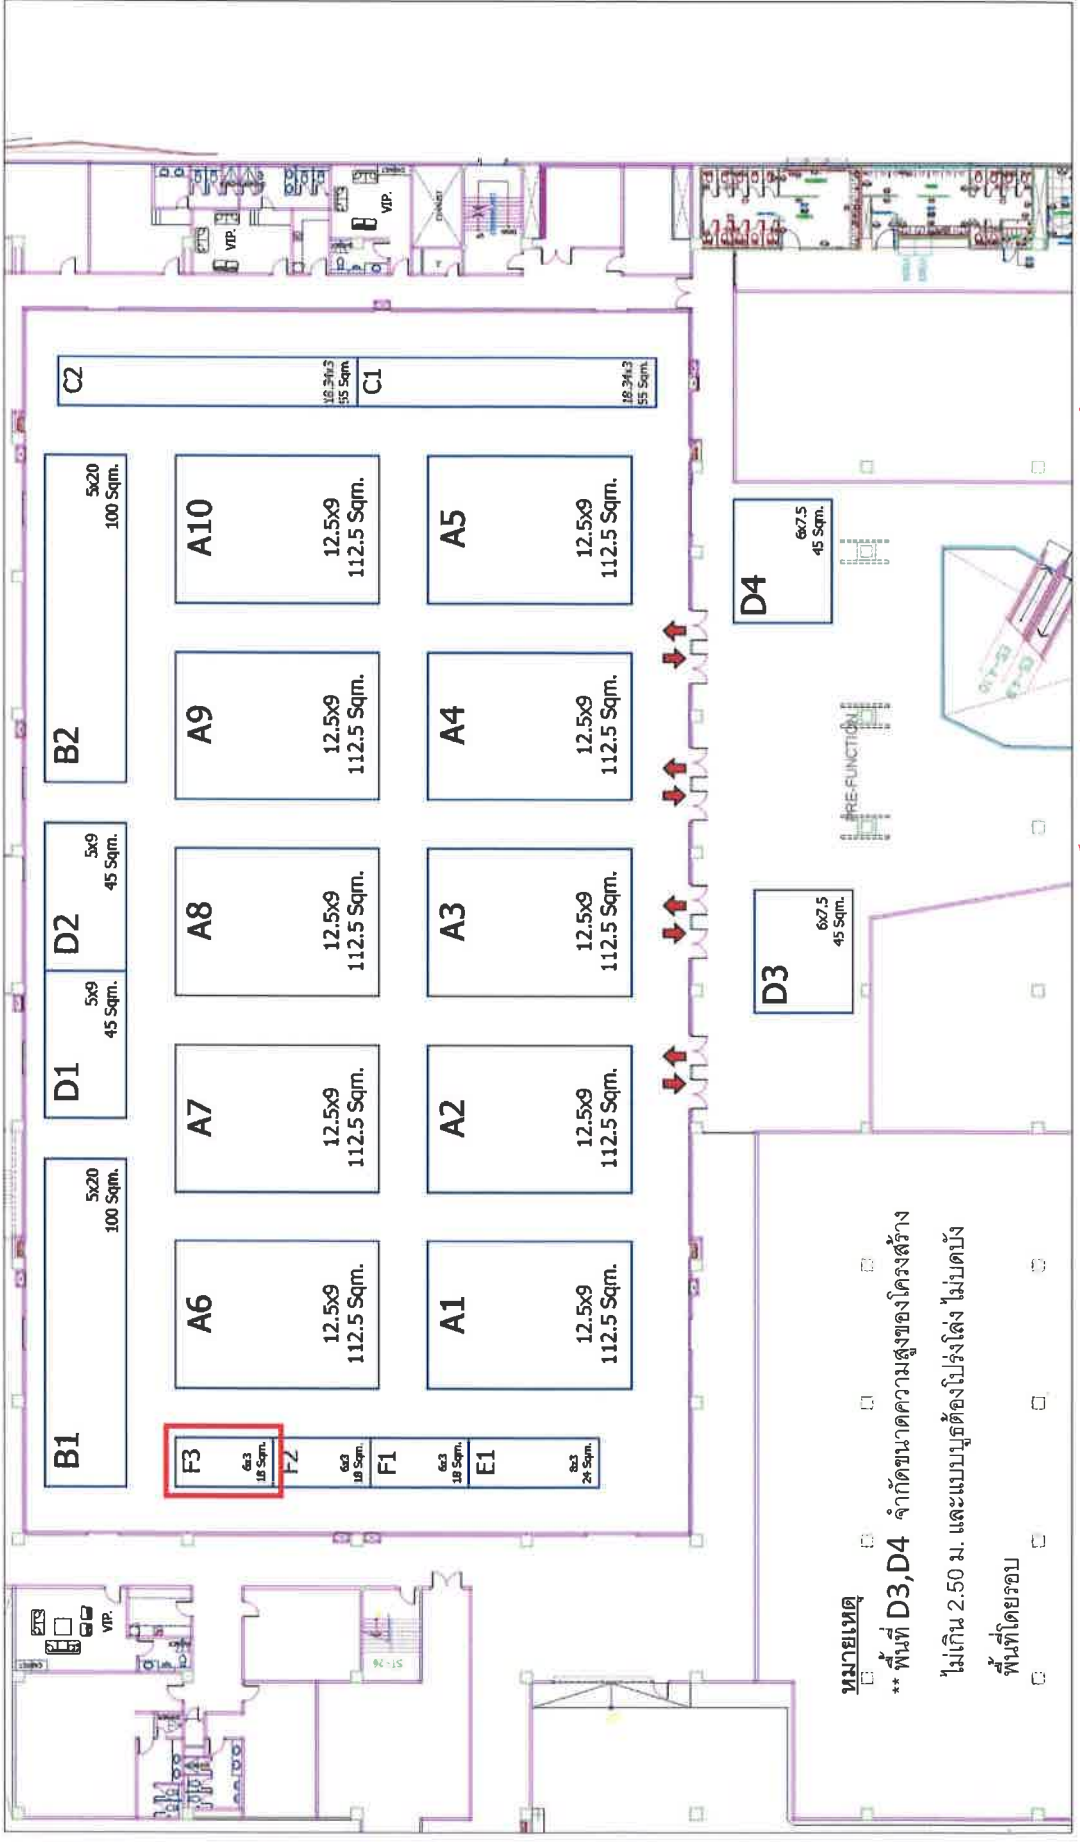 B1
5x20
100 Sqm.
D1
5x9
45 Sqm.
D2
5x9
45 Sqm.
B2
5x20
100 Sqm.
C2
18.34x3
55 Sqm.
C1
18.34x3
55 Sqm.
F3
6x3
18 Sqm.
F2
6x3
18 Sqm.
F1
6x3
18 Sqm.
E1
8x3
24 Sqm.
A6
12.5x9
112.5 Sqm.
A7
12.5x9
112.5 Sqm.
A8
12.5x9
112.5 Sqm.
A9
12.5x9
112.5 Sqm.
A10
12.5x9
112.5 Sqm.
A1
12.5x9
112.5 Sqm.
A2
12.5x9
112.5 Sqm.
A3
12.5x9
112.5 Sqm.
A4
12.5x9
112.5 Sqm.
A5
12.5x9
112.5 Sqm.
D3
6x7.5
45 Sqm.
D4
6x7.5
45 Sqm.
PRE-FUNCTION
VIP.
VIP.
VIP.
ST-26
หมายเหตุ
** พื้นที่ D3,D4 จำกัดขนาดความสูงของโครงสร้าง
ไม่เกิน 2.50 ม. และแบบบูธต้องโปร่งโล่ง ไม่บดบัง
พื้นที่โดยรอบ